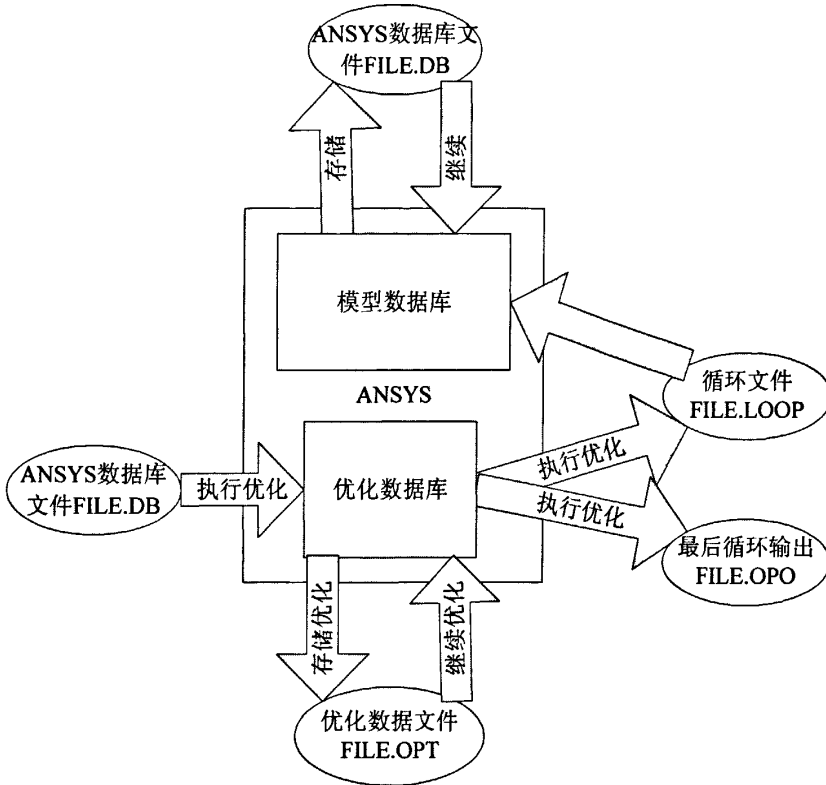 ANSYS数据库文
件FILE.DB
存储
继续
模型数据库
循环文件
FILE.LOOP
ANSYS
执行优化
ANSYS数据库
文件FILE.DB
执行优化
优化数据库
执行优化
最后循环输出
FILE.OPO
存储优化
继续优化
优化数据文件
FILE.OPT